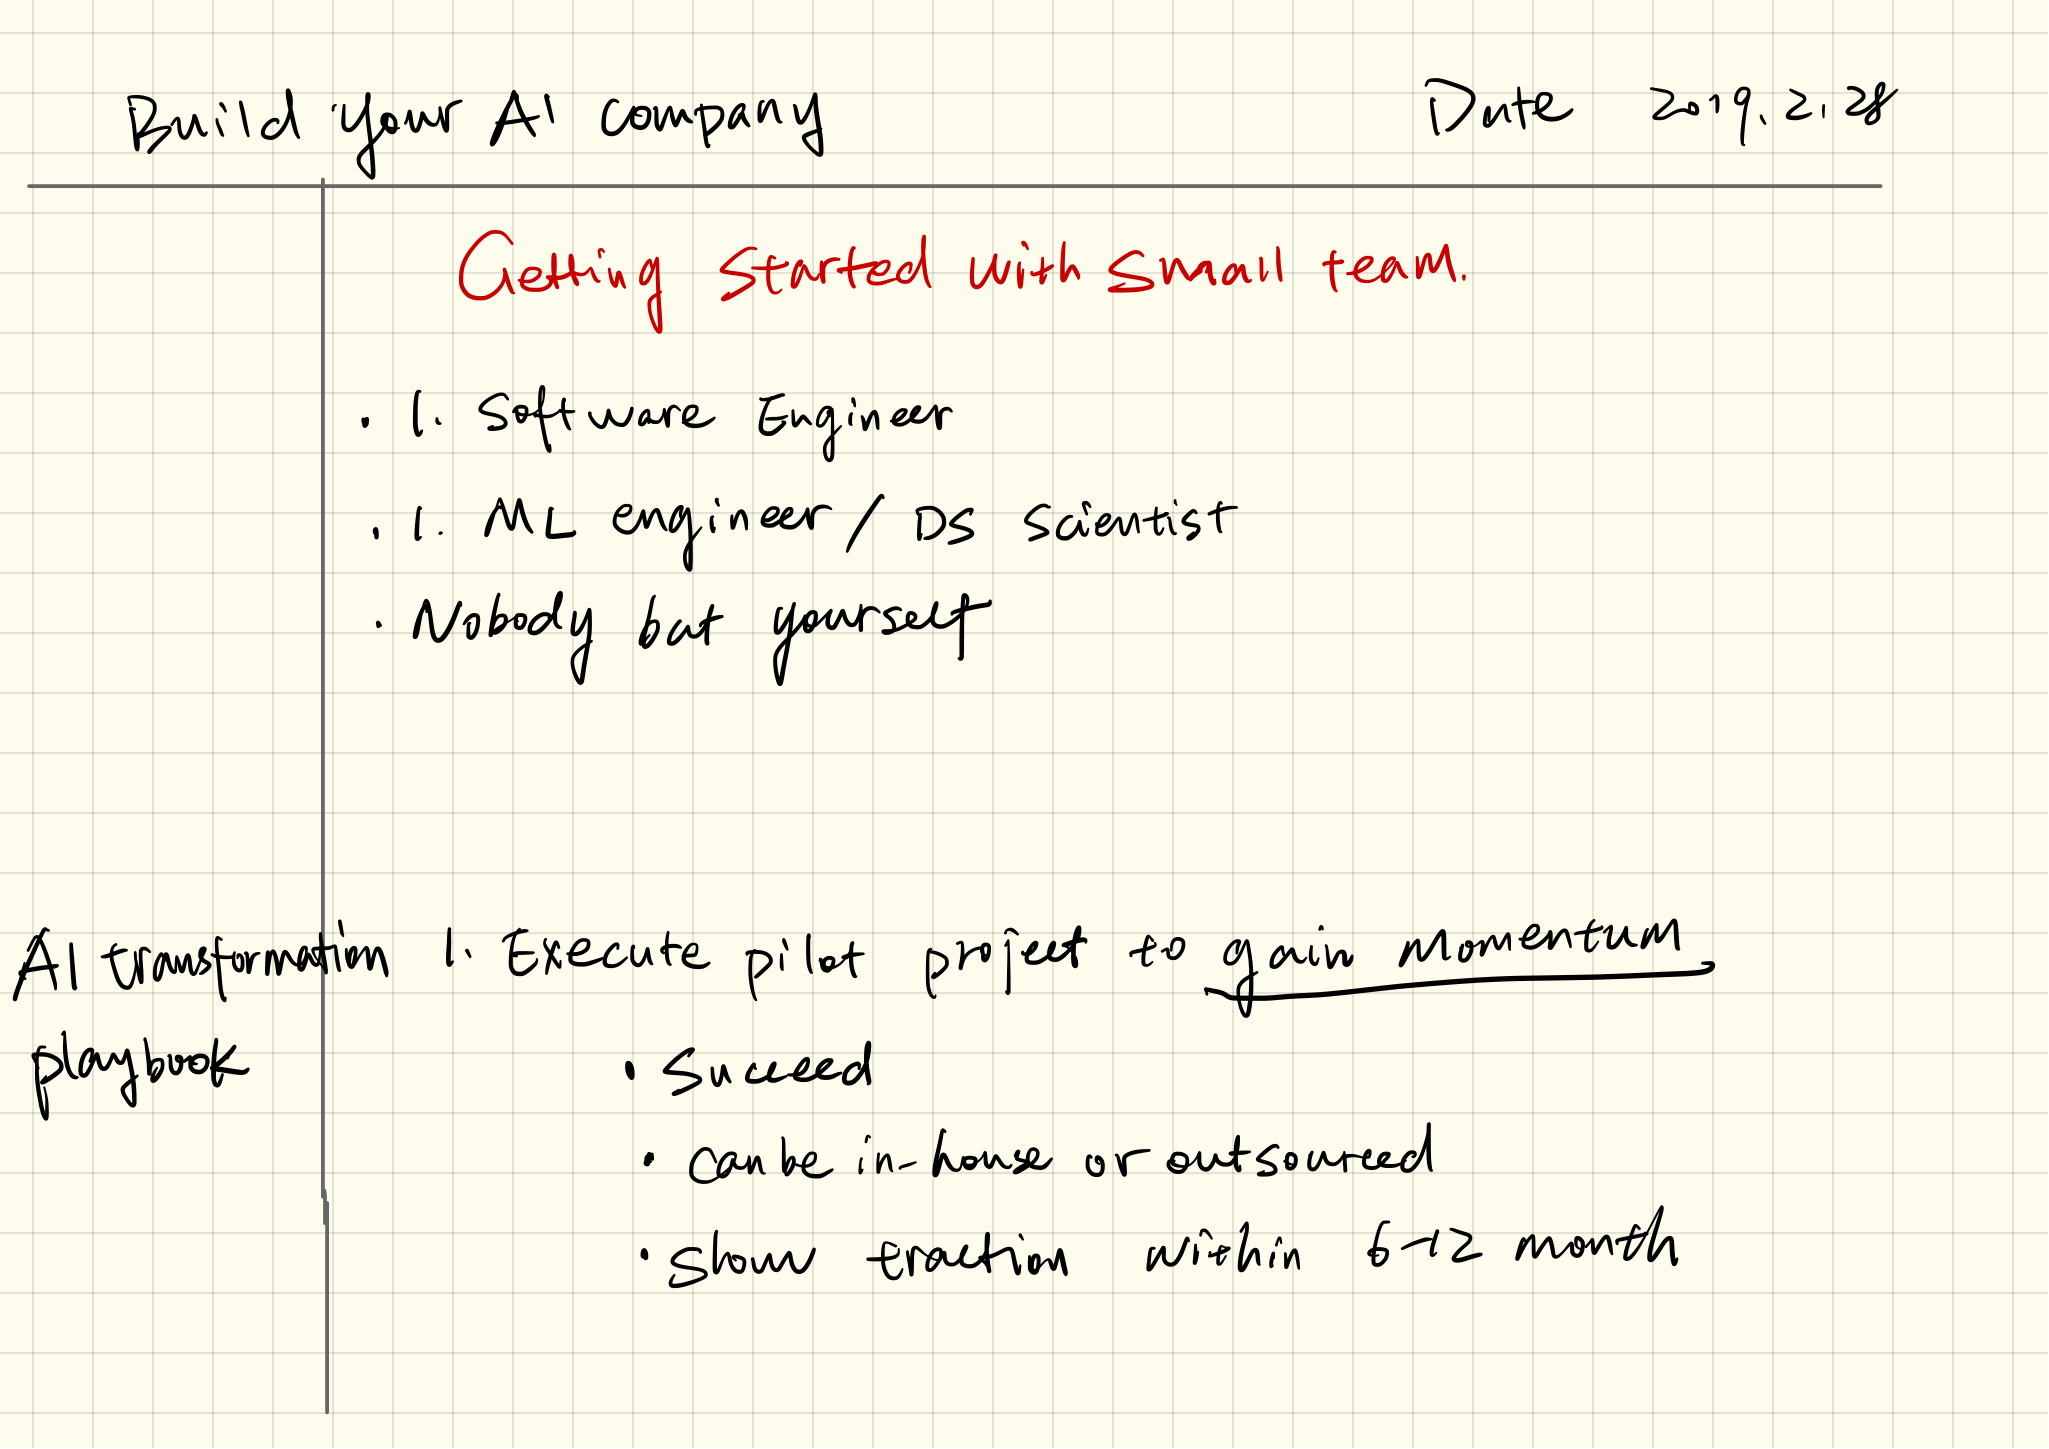 Build your AI company Date 2019.2.28
Getting started with small team.
· 1. Software Engineer
· 1. ML engineer / DS scientist
· Nobody but yourself
AI transformation 1. Execute pilot project to gain momentum
playbook
· Succeed
· can be in-house or outsourced
· show traction within 6-12 month